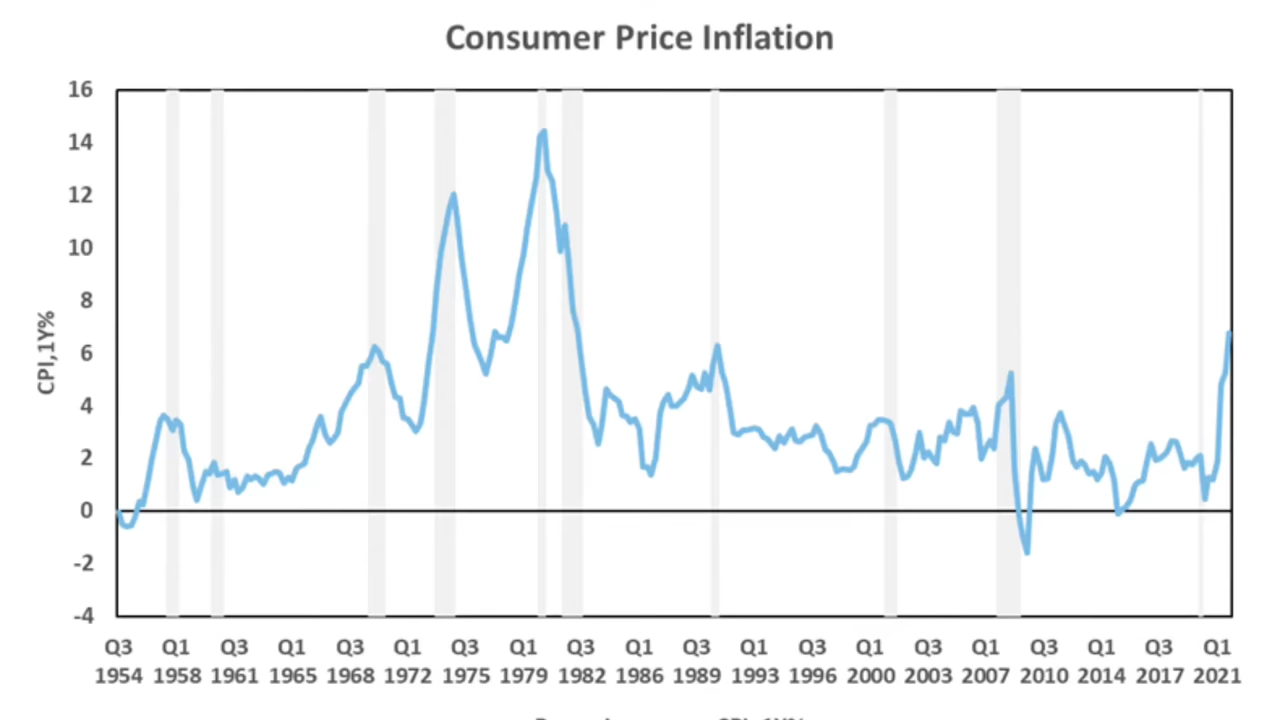 Consumer Price Inflation
16
14
12
10
8
6
4
2
0
-2
-4
CPI,1Y%
Q3 Q1 Q3 Q1 Q3 Q1 Q3 Q1 Q3 Q1 Q3 Q1 Q3 Q1 Q3 Q1 Q3 Q1 Q3 Q1
1954 1958 1961 1965 1968 1972 1975 1979 1982 1986 1989 1993 1996 2000 2003 2007 2010 2014 2017 2021